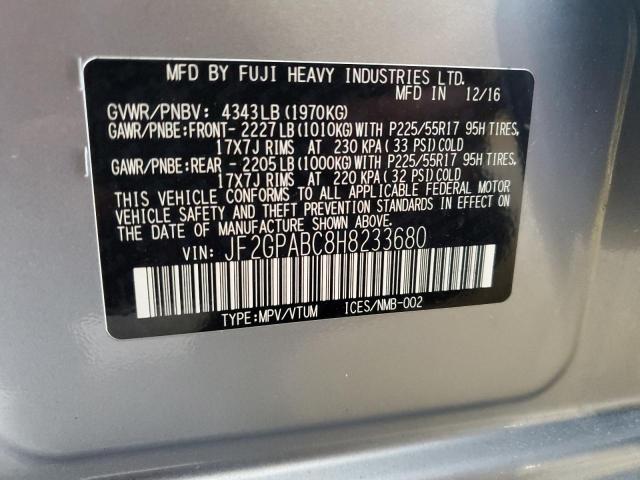 MFD BY FUJI HEAVY INDUSTRIES LTD.
MFD IN 12/16
GVWR/PNBV: 4343LB (1970KG)
GAWR/PNBE:FRONT- 2227LB (1010KG) WITH P225/55R17 95H TIRES,
17X7J RIMS AT 230 KPA ( 33 PSI) COLD
GAWR/PNBE:REAR - 2205LB (1000KG) WITH P225/55R17 95H TIRES,
17X7J RIMS AT 220 KPA ( 32 PSI) COLD
THIS VEHICLE CONFORMS TO ALL APPLICABLE FEDERAL MOTOR
VEHICLE SAFETY AND THEFT PREVENTION STANDARDS IN EFFECT ON
THE DATE OF MANUFACTURE SHOWN ABOVE.
VIN: JF2GPABC8H8233680
TYPE:MPV/VTUM ICES/NMB-002